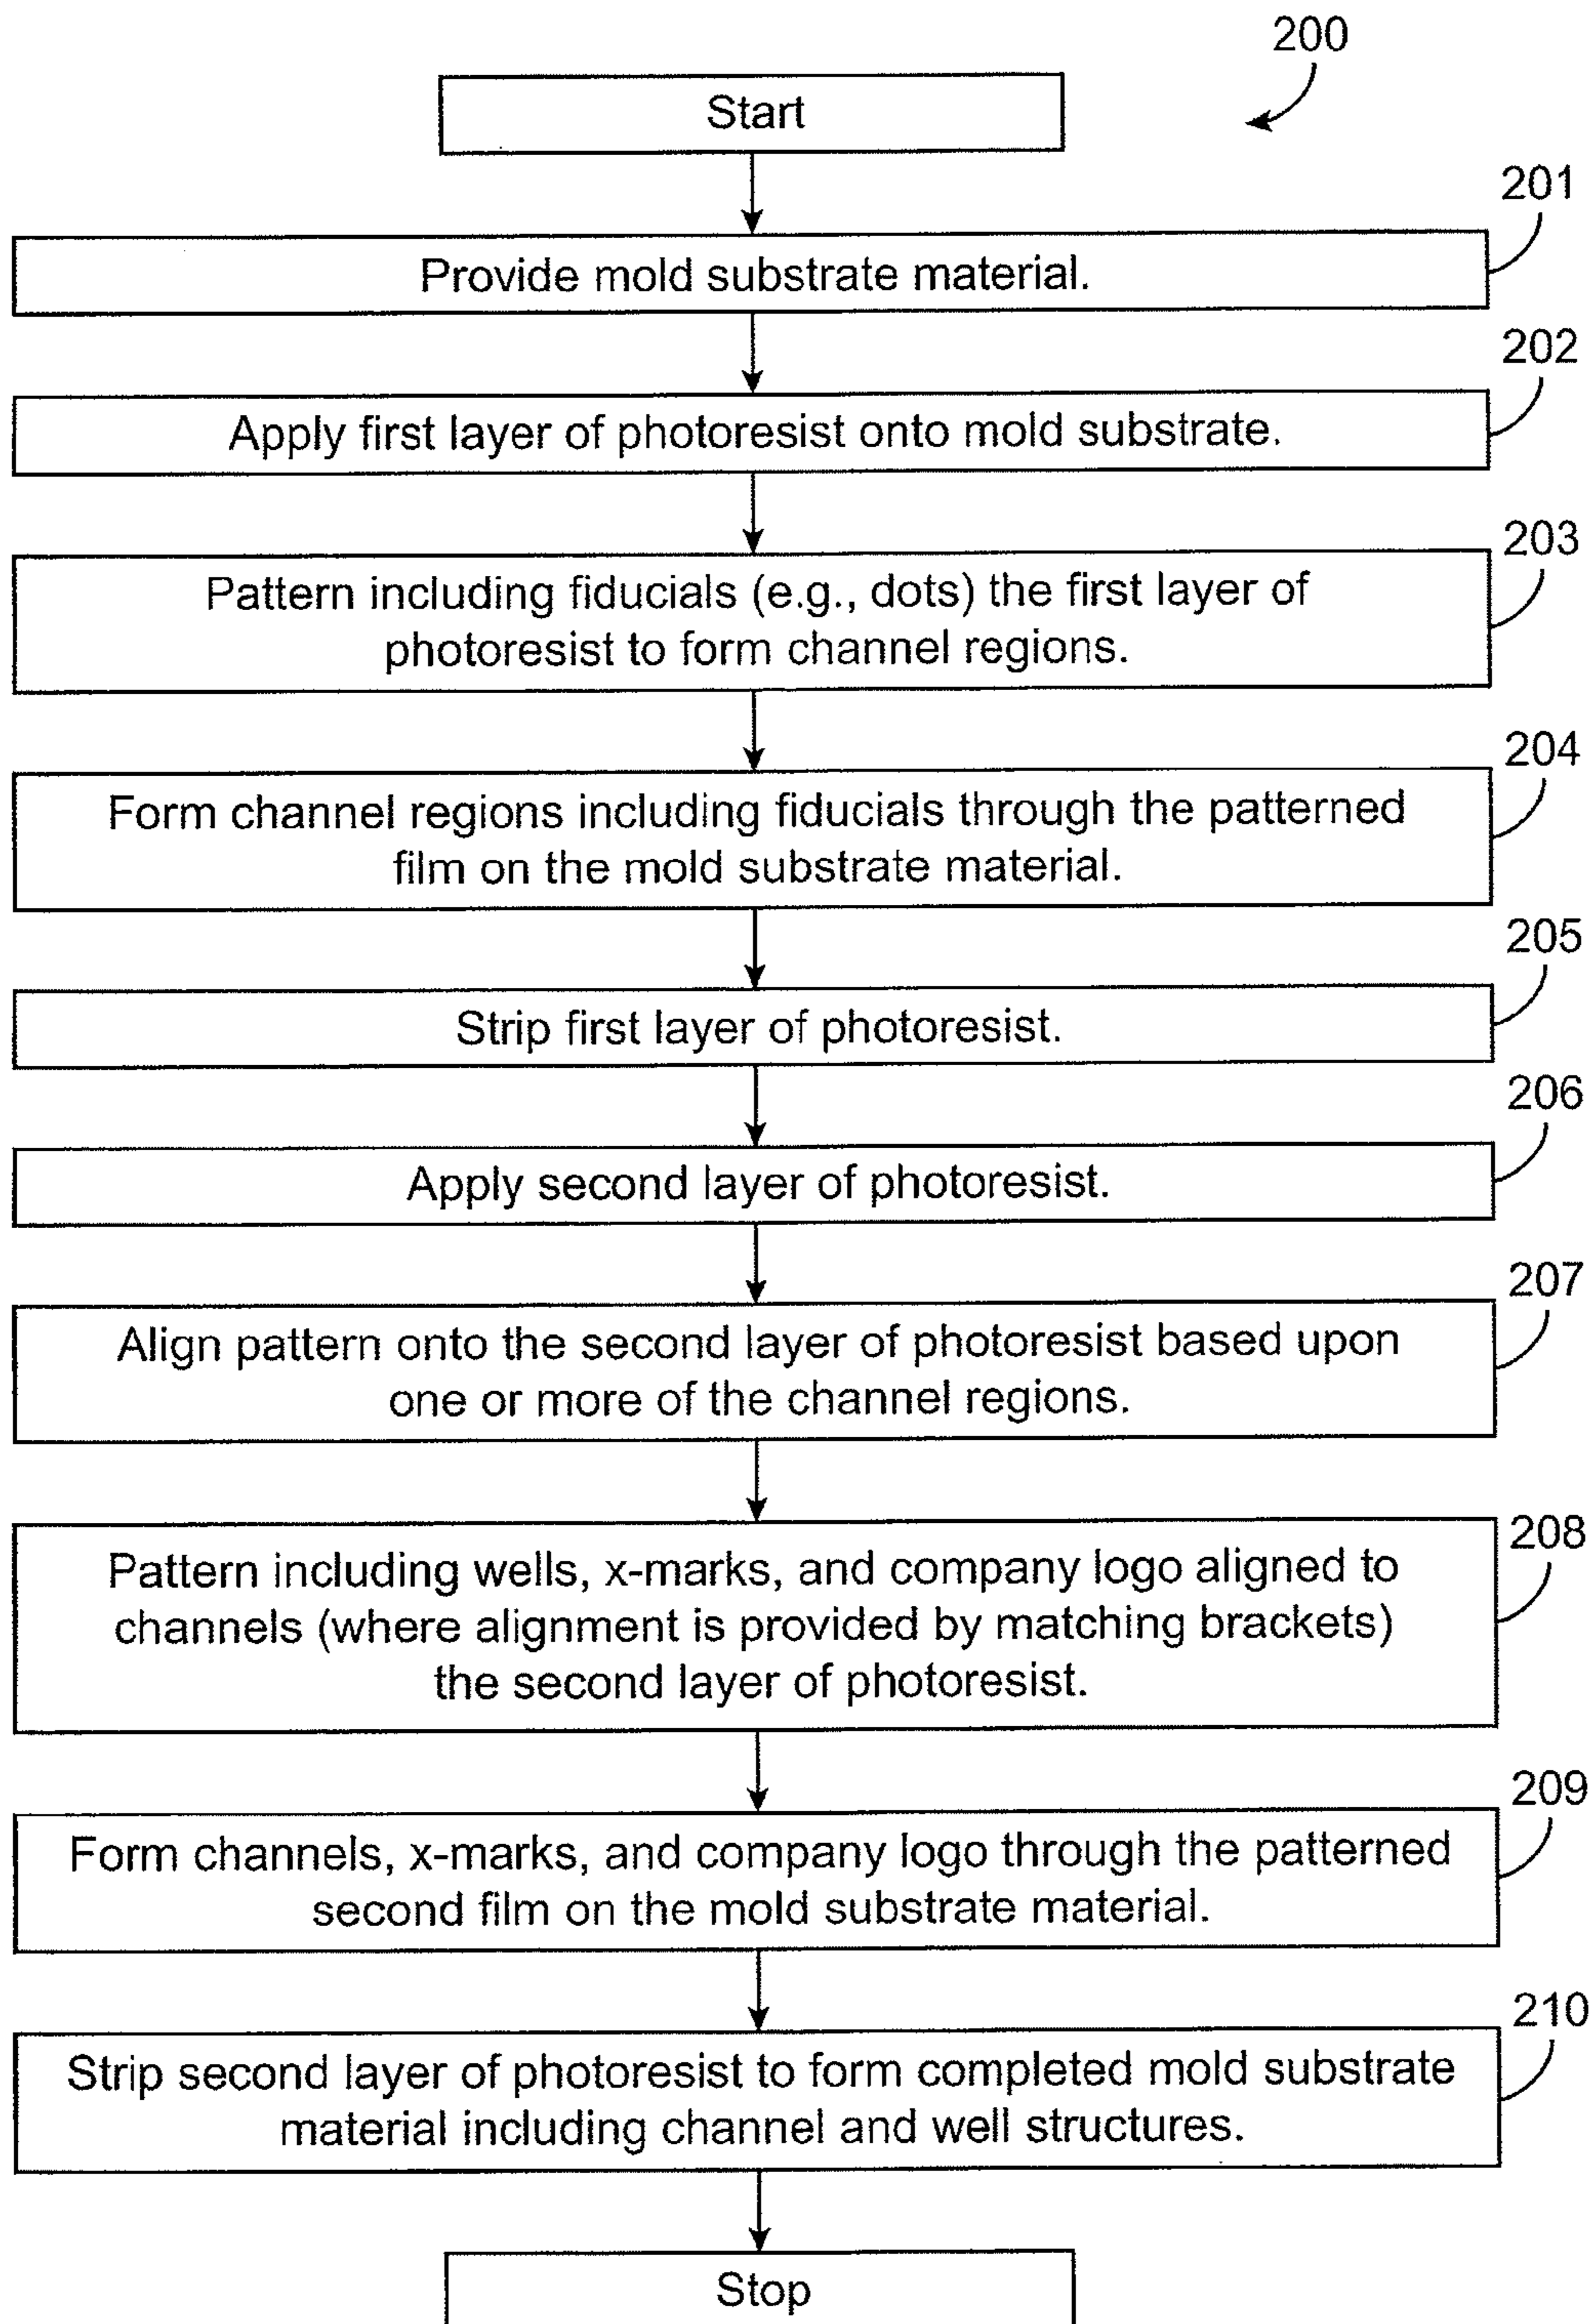 200
Start
201
Provide mold substrate material.
202
Apply first layer of photoresist onto mold substrate.
203
Pattern including fiducials (e.g., dots) the first layer of
photoresist to form channel regions.
204
Form channel regions including fiducials through the patterned
film on the mold substrate material.
205
Strip first layer of photoresist.
206
Apply second layer of photoresist.
207
Align pattern onto the second layer of photoresist based upon
one or more of the channel regions.
208
Pattern including wells, x-marks, and company logo aligned to
channels (where alignment is provided by matching brackets)
the second layer of photoresist.
209
Form channels, x-marks, and company logo through the patterned
second film on the mold substrate material.
210
Strip second layer of photoresist to form completed mold substrate
material including channel and well structures.
Stop